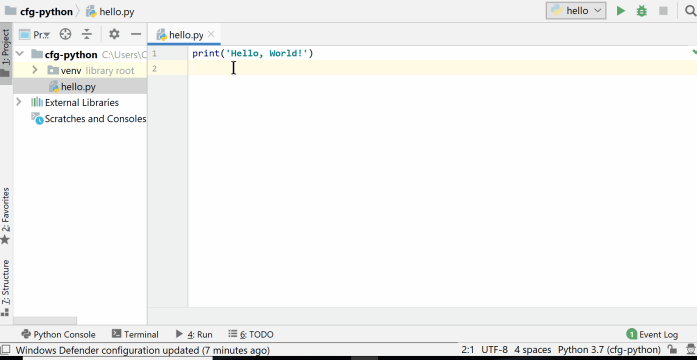 cfg-python hello.py hello
1: Project
Pr... hello.py
cfg-python C:\Users\C
venv library root
hello.py
External Libraries
Scratches and Consoles
1 print('Hello, World!')
2
2: Favorites
7: Structure
Python Console Terminal 4: Run 6: TODO 1 Event Log
Windows Defender configuration updated (7 minutes ago) 2:1 UTF-8 4 spaces Python 3.7 (cfg-python)